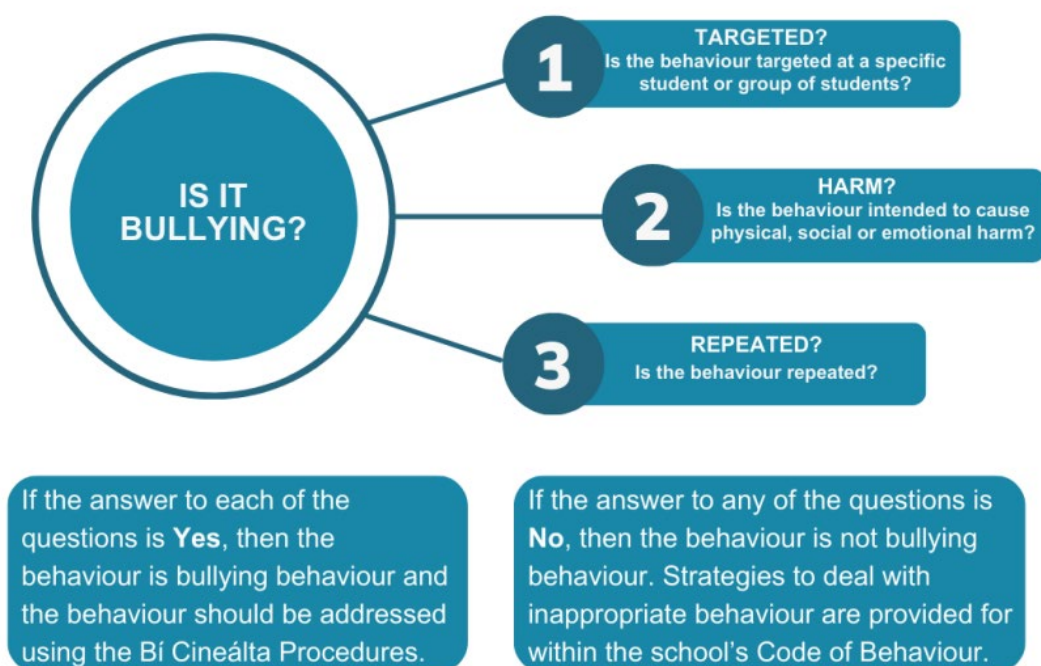 IS IT
BULLYING?
1
TARGETED?
Is the behaviour targeted at a specific
student or group of students?
2
HARM?
Is the behaviour intended to cause
physical, social or emotional harm?
3
REPEATED?
Is the behaviour repeated?
If the answer to each of the
questions is Yes, then the
behaviour is bullying behaviour and
the behaviour should be addressed
using the Bí Cineálta Procedures.
If the answer to any of the questions is
No, then the behaviour is not bullying
behaviour. Strategies to deal with
inappropriate behaviour are provided for
within the school’s Code of Behaviour.